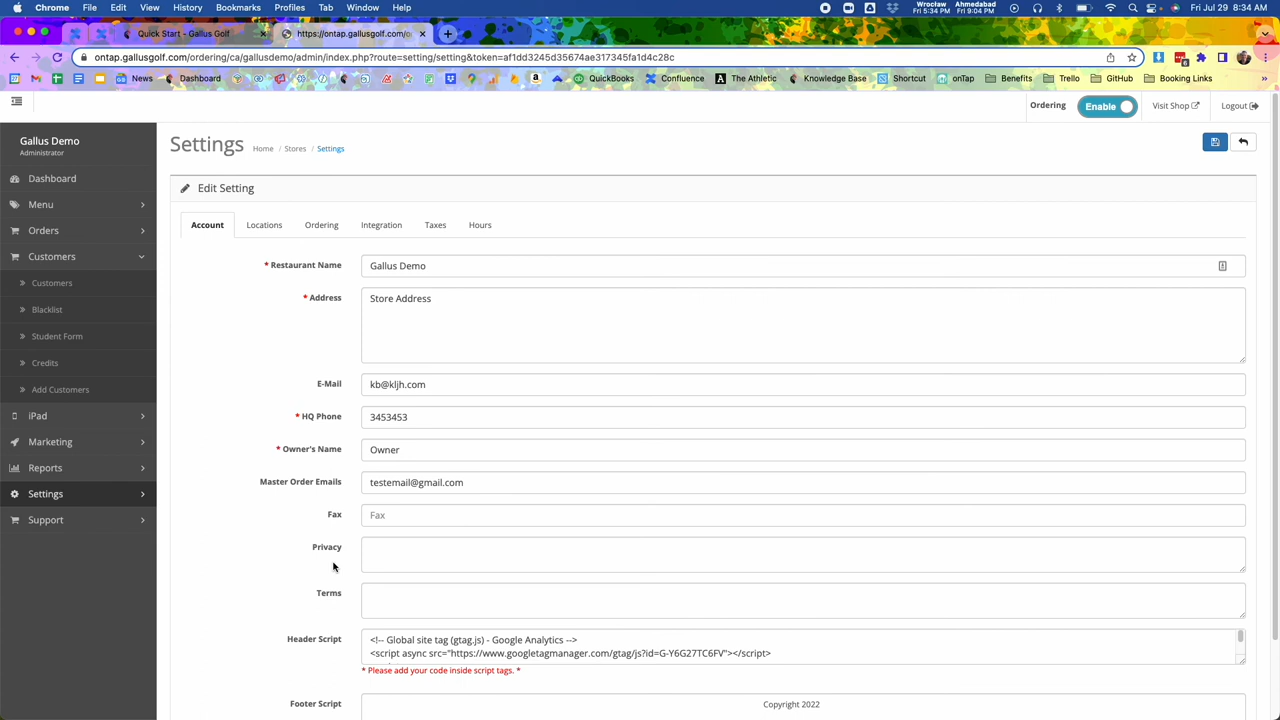 Chrome File Edit View History Bookmarks Profiles Tab Window Help
Wroclaw Fri 5:34 PM
Ahmedabad Fri 9:04 PM
8:34 AM
Quick Start - Gallus Golf
https://ontap.gallusgolf.com/o
ontap.gallusgolf.com/ordering/ca/gallusdemo/admin/index.php?route=setting/setting&token=af1dd3245d35674ae317345fa1d4c28c
News Dashboard QuickBooks Confluence The Athletic Knowledge Base Shortcut onTap Benefits Trello GitHub Booking Links
Ordering Enable Visit Shop Logout
Gallus Demo
Administrator
Dashboard
Menu
Orders
Customers
Customers
Blacklist
Student Form
Credits
Add Customers
iPad
Marketing
Reports
Settings
Support
Settings Home / Stores / Settings
Edit Setting
Account Locations Ordering Integration Taxes Hours
* Restaurant Name Gallus Demo
* Address Store Address
E-Mail kb@kljh.com
* HQ Phone 3453453
* Owner's Name Owner
Master Order Emails testemail@gmail.com
Fax Fax
Privacy
Terms
Header Script <!-- Global site tag (gtag.js) - Google Analytics -->
<script async src="https://www.googletagmanager.com/gtag/js?id=G-Y6G27TC6FV"></script>
* Please add your code inside script tags. *
Footer Script
Copyright 2022